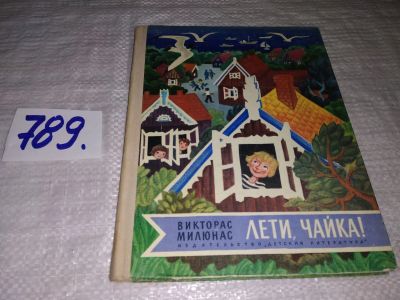 789.
ВИКТОРАС
МИЛЮНАС
ЛЕТИ, ЧАЙКА!
ИЗДАТЕЛЬСТВО „ДЕТСКАЯ ЛИТЕРАТУРА"